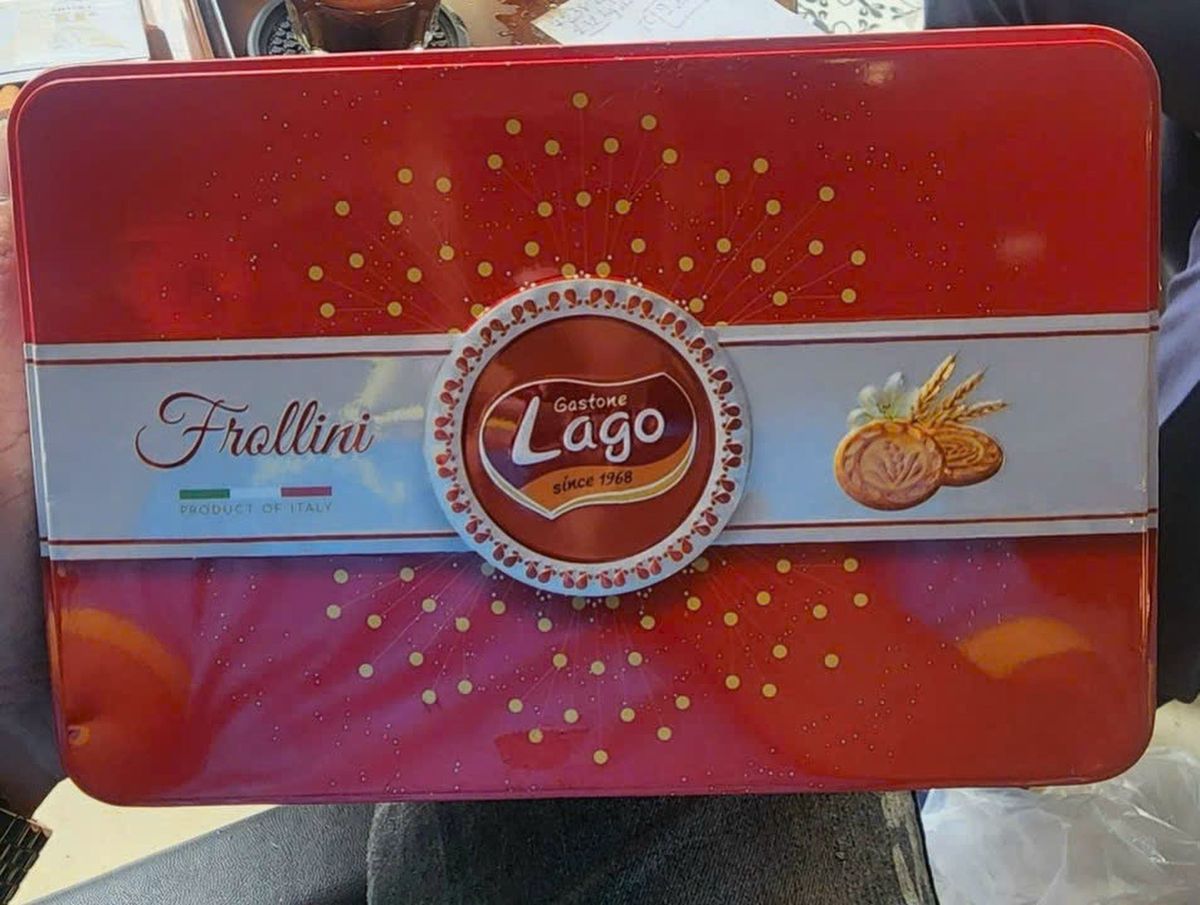 Frollini
PRODUCT OF ITALY
Gastone
Lago
since 1968